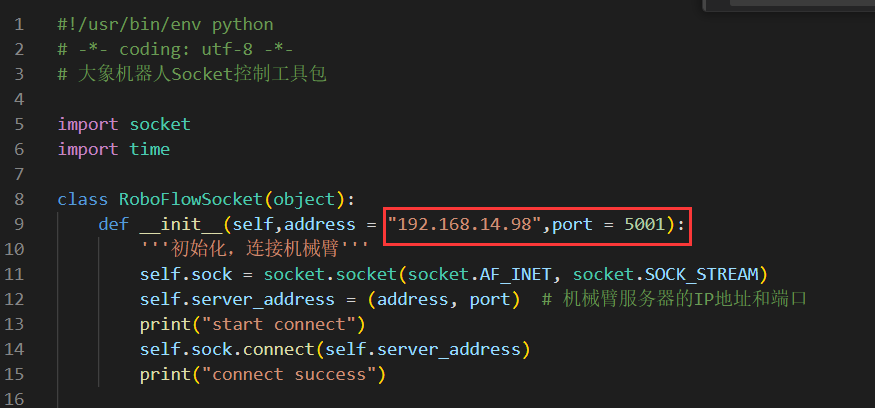 1 #!/usr/bin/env python
2 # -*- coding: utf-8 -*-
3 # 大象机器人Socket控制工具包
4
5 import socket
6 import time
7
8 class RoboFlowSocket(object):
9 def __init__(self,address = "192.168.14.98",port = 5001):
10 '''初始化，连接机械臂'''
11 self.sock = socket.socket(socket.AF_INET, socket.SOCK_STREAM)
12 self.server_address = (address, port)  # 机械臂服务器的IP地址和端口
13 print("start connect")
14 self.sock.connect(self.server_address)
15 print("connect success")
16